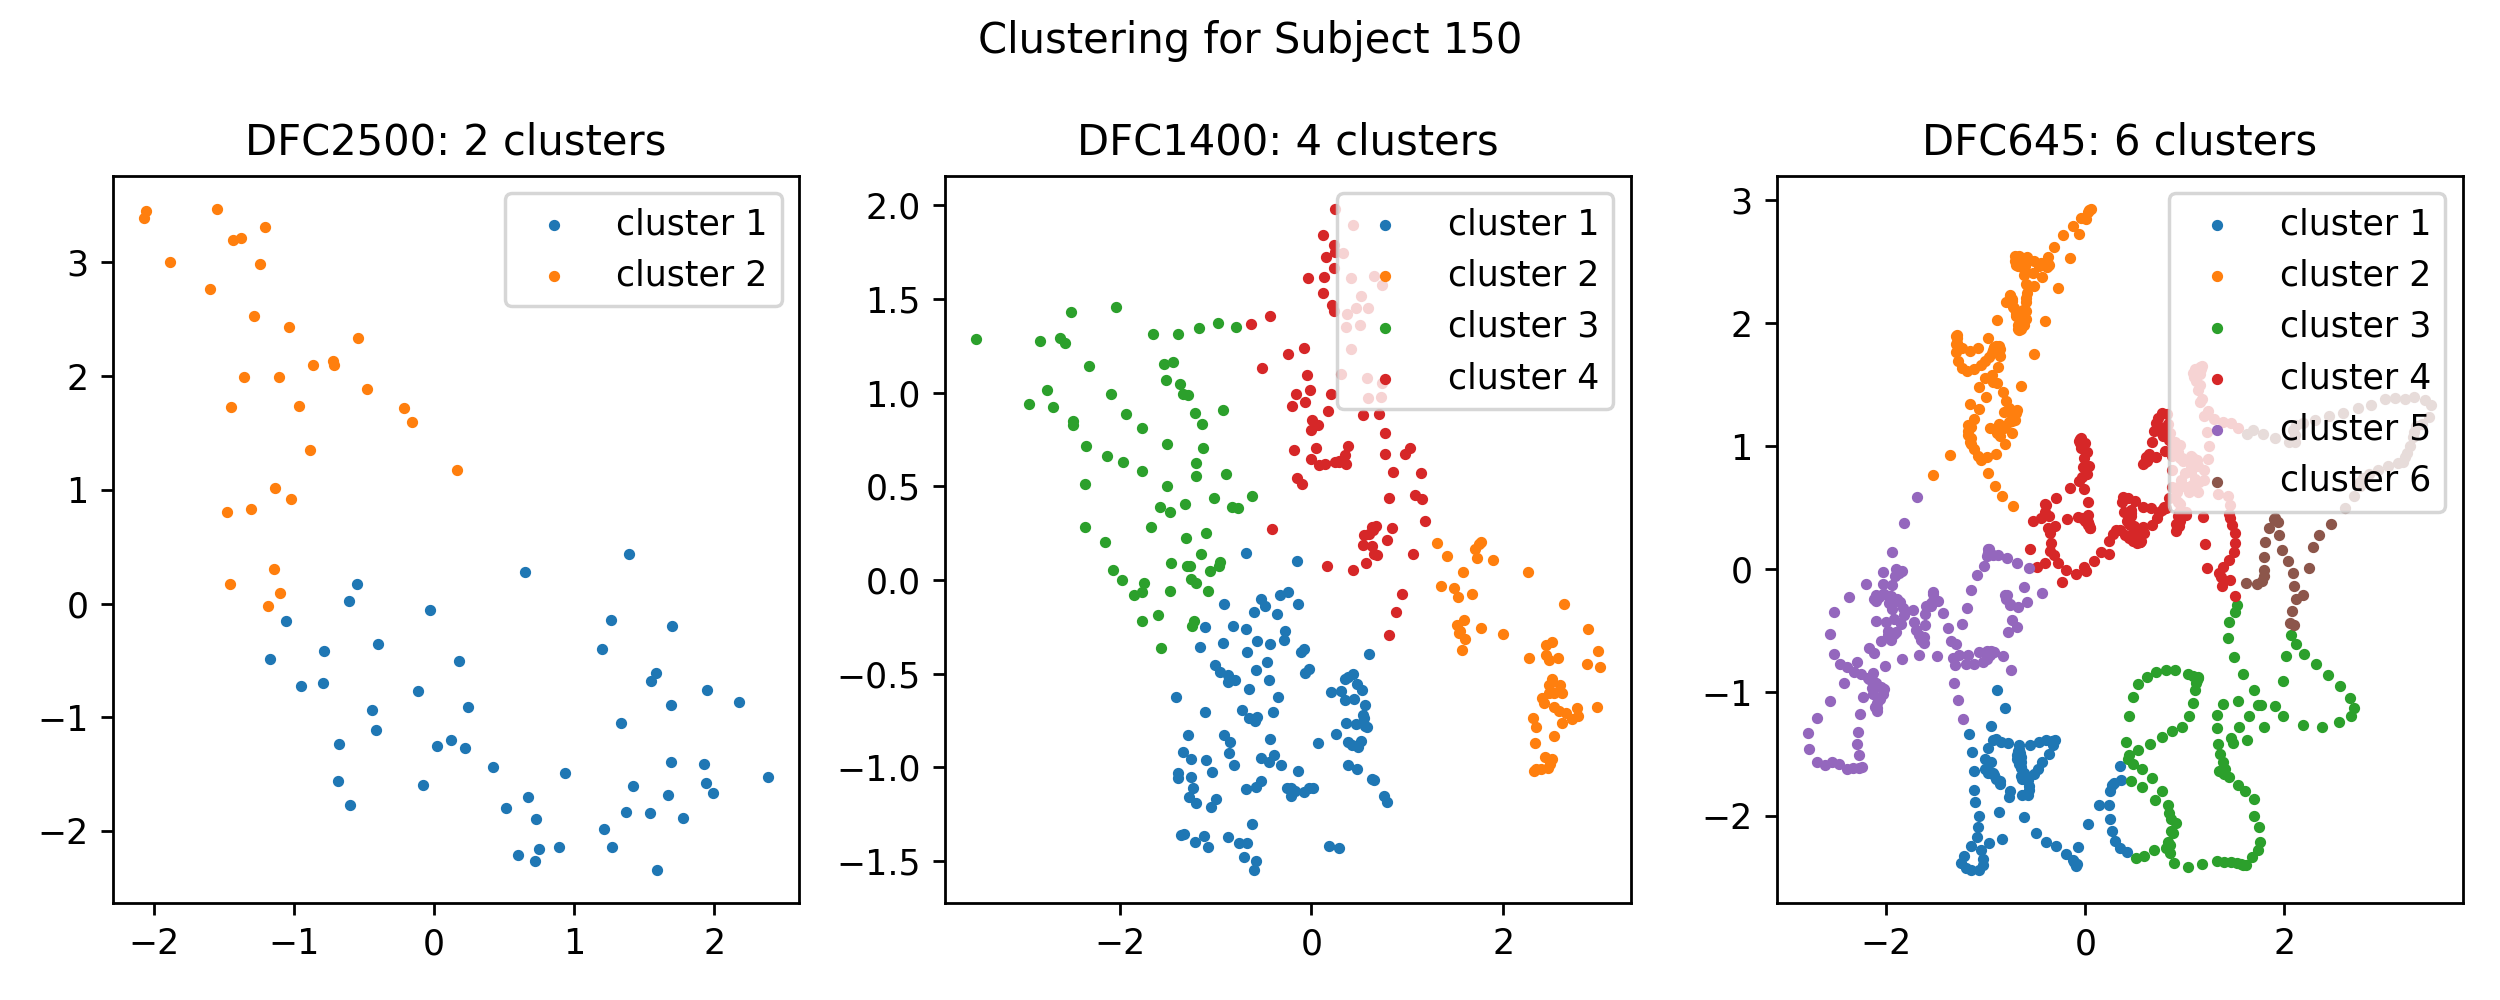 Clustering for Subject 150
DFC2500: 2 clusters
3
2
1
0
−1
−2
−2 −1 0 1 2
cluster 1
cluster 2
DFC1400: 4 clusters
2.0
1.5
1.0
0.5
0.0
−0.5
−1.0
−1.5
−2 0 2
cluster 1
cluster 2
cluster 3
cluster 4
DFC645: 6 clusters
3
2
1
0
−1
−2
−2 0 2
cluster 1
cluster 2
cluster 3
cluster 4
cluster 5
cluster 6